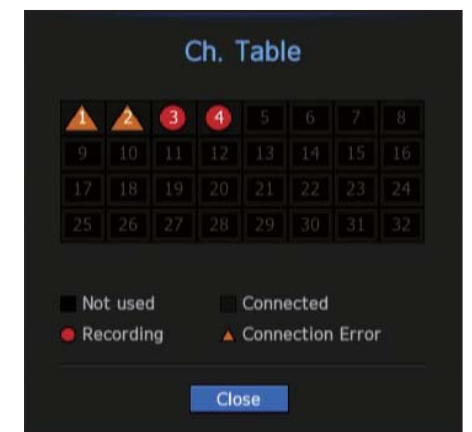 Ch. Table
1 2 3 4 5 6 7 8
9 10 11 12 13 14 15 16
17 18 19 20 21 22 23 24
25 26 27 28 29 30 31 32
Not used Connected
Recording Connection Error
Close